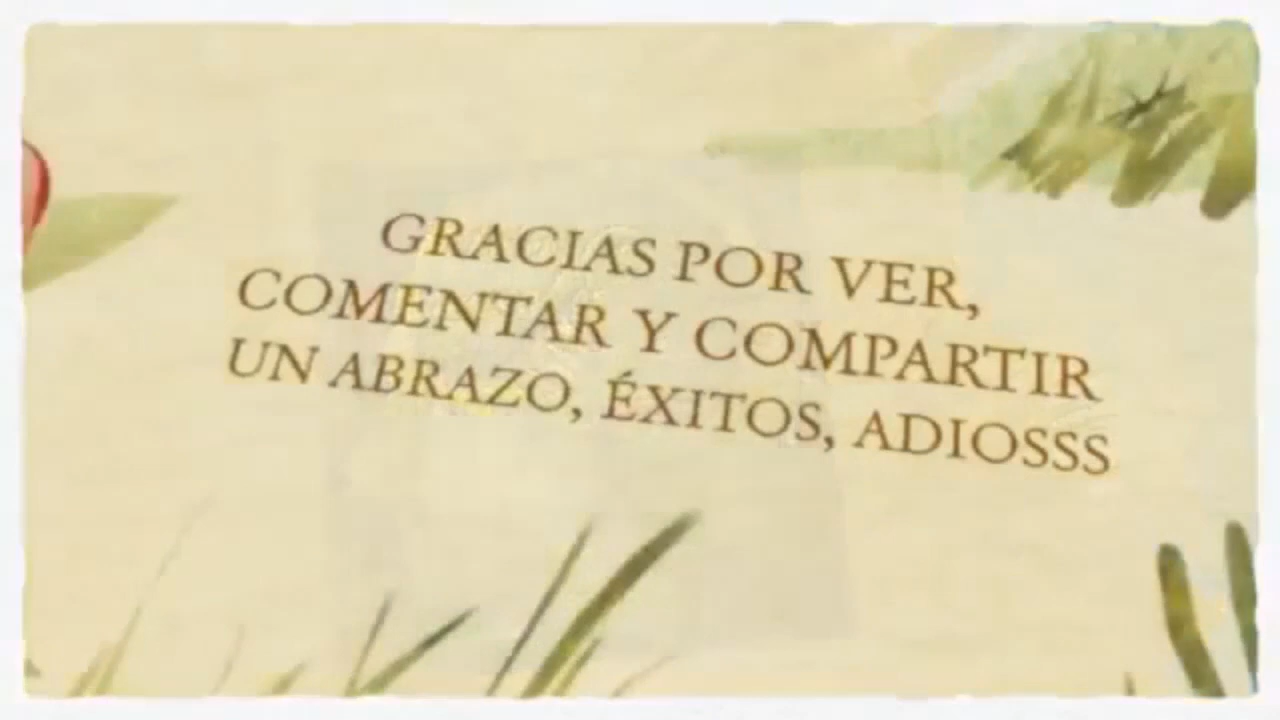 GRACIAS POR VER,
COMENTAR Y COMPARTIR
UN ABRAZO, ÉXITOS, ADIOSSS